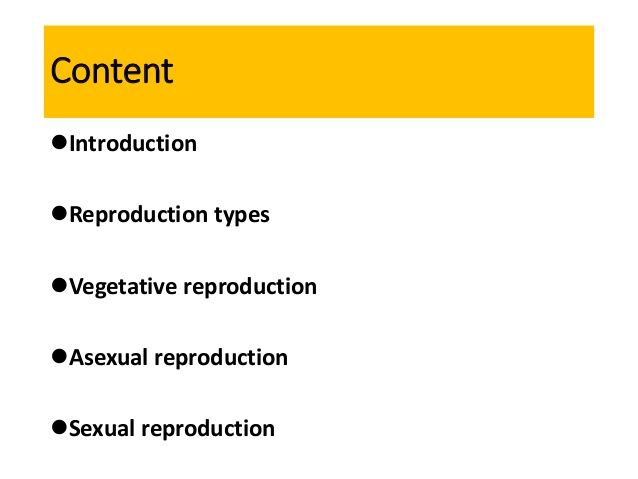 Content
●Introduction
●Reproduction types
●Vegetative reproduction
●Asexual reproduction
●Sexual reproduction